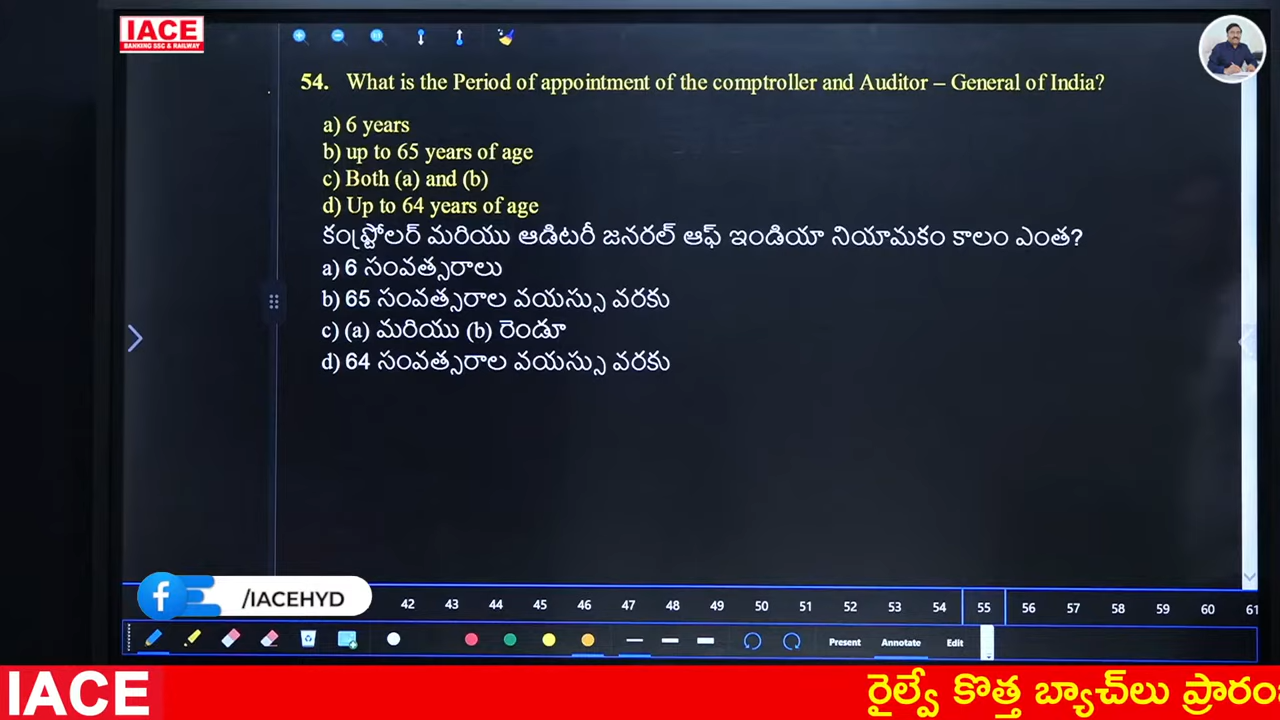 IACE
BANKING SSC & RAILWAY
54. What is the Period of appointment of the comptroller and Auditor – General of India?
a) 6 years
b) up to 65 years of age
c) Both (a) and (b)
d) Up to 64 years of age
కంప్ట్రోలర్ మరియు ఆడిటరీ జనరల్ ఆఫ్ ఇండియా నియామకం కాలం ఎంత?
a) 6 సంవత్సరాలు
b) 65 సంవత్సరాల వయస్సు వరకు
c) (a) మరియు (b) రెండూ
d) 64 సంవత్సరాల వయస్సు వరకు
f /IACEHYD
42 43 44 45 46 47 48 49 50 51 52 53 54 55 56 57 58 59 60 61
Present Annotate Edit
IACE రైల్వే కొత్త బ్యాచ్‌లు